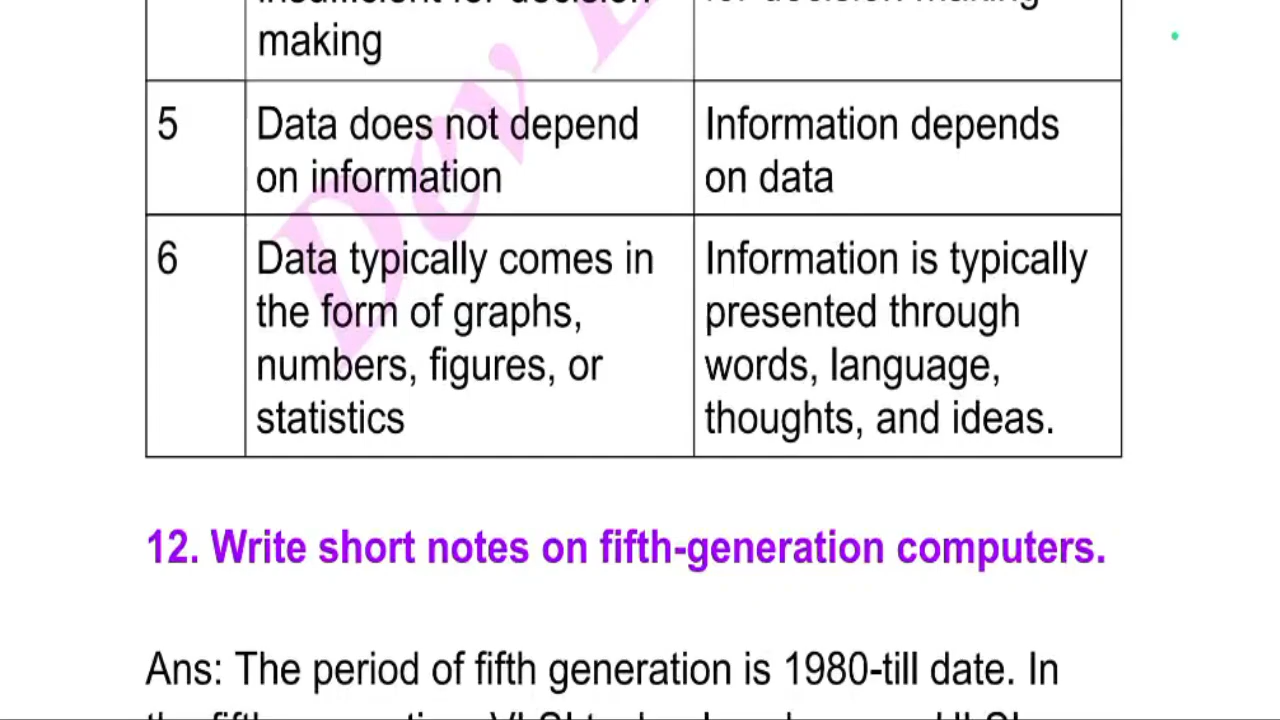 making
5
Data does not depend
on information
Information depends
on data
6
Data typically comes in
the form of graphs,
numbers, figures, or
statistics
Information is typically
presented through
words, language,
thoughts, and ideas.
12. Write short notes on fifth-generation computers.
Ans: The period of fifth generation is 1980-till date. In
Dev